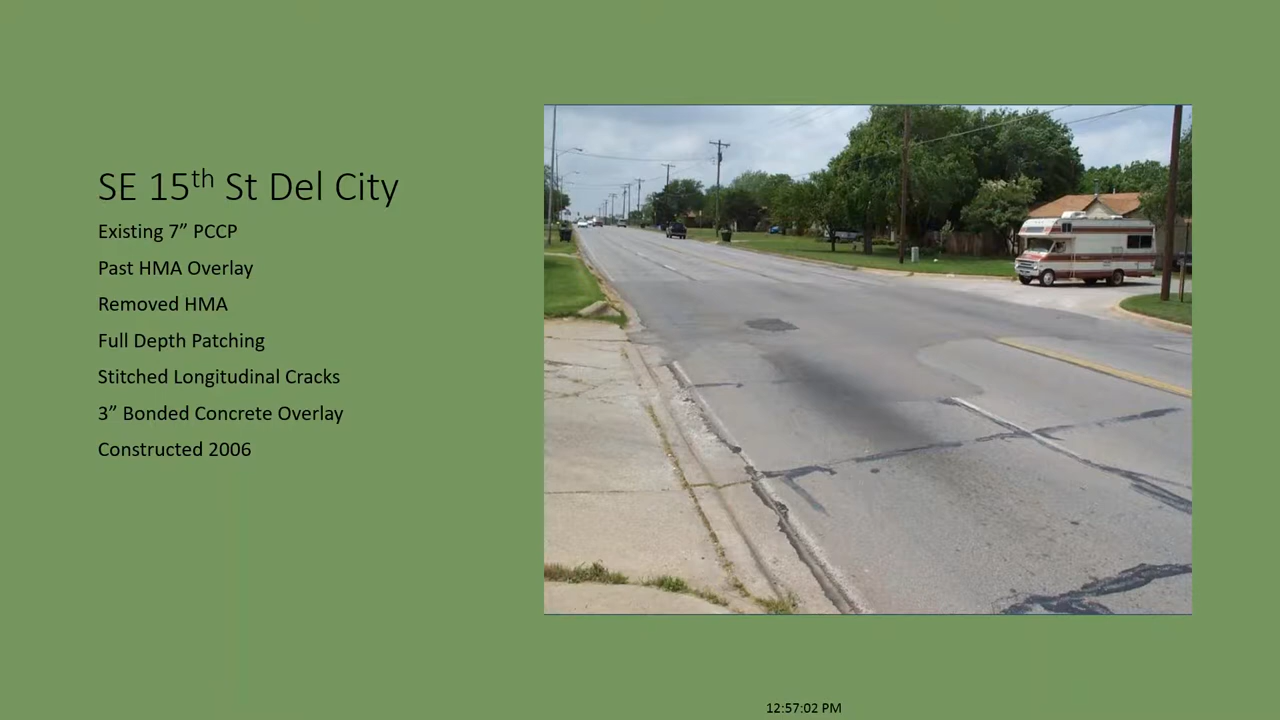 SE 15th St Del City
Existing 7” PCCP
Past HMA Overlay
Removed HMA
Full Depth Patching
Stitched Longitudinal Cracks
3” Bonded Concrete Overlay
Constructed 2006
12:57:02 PM